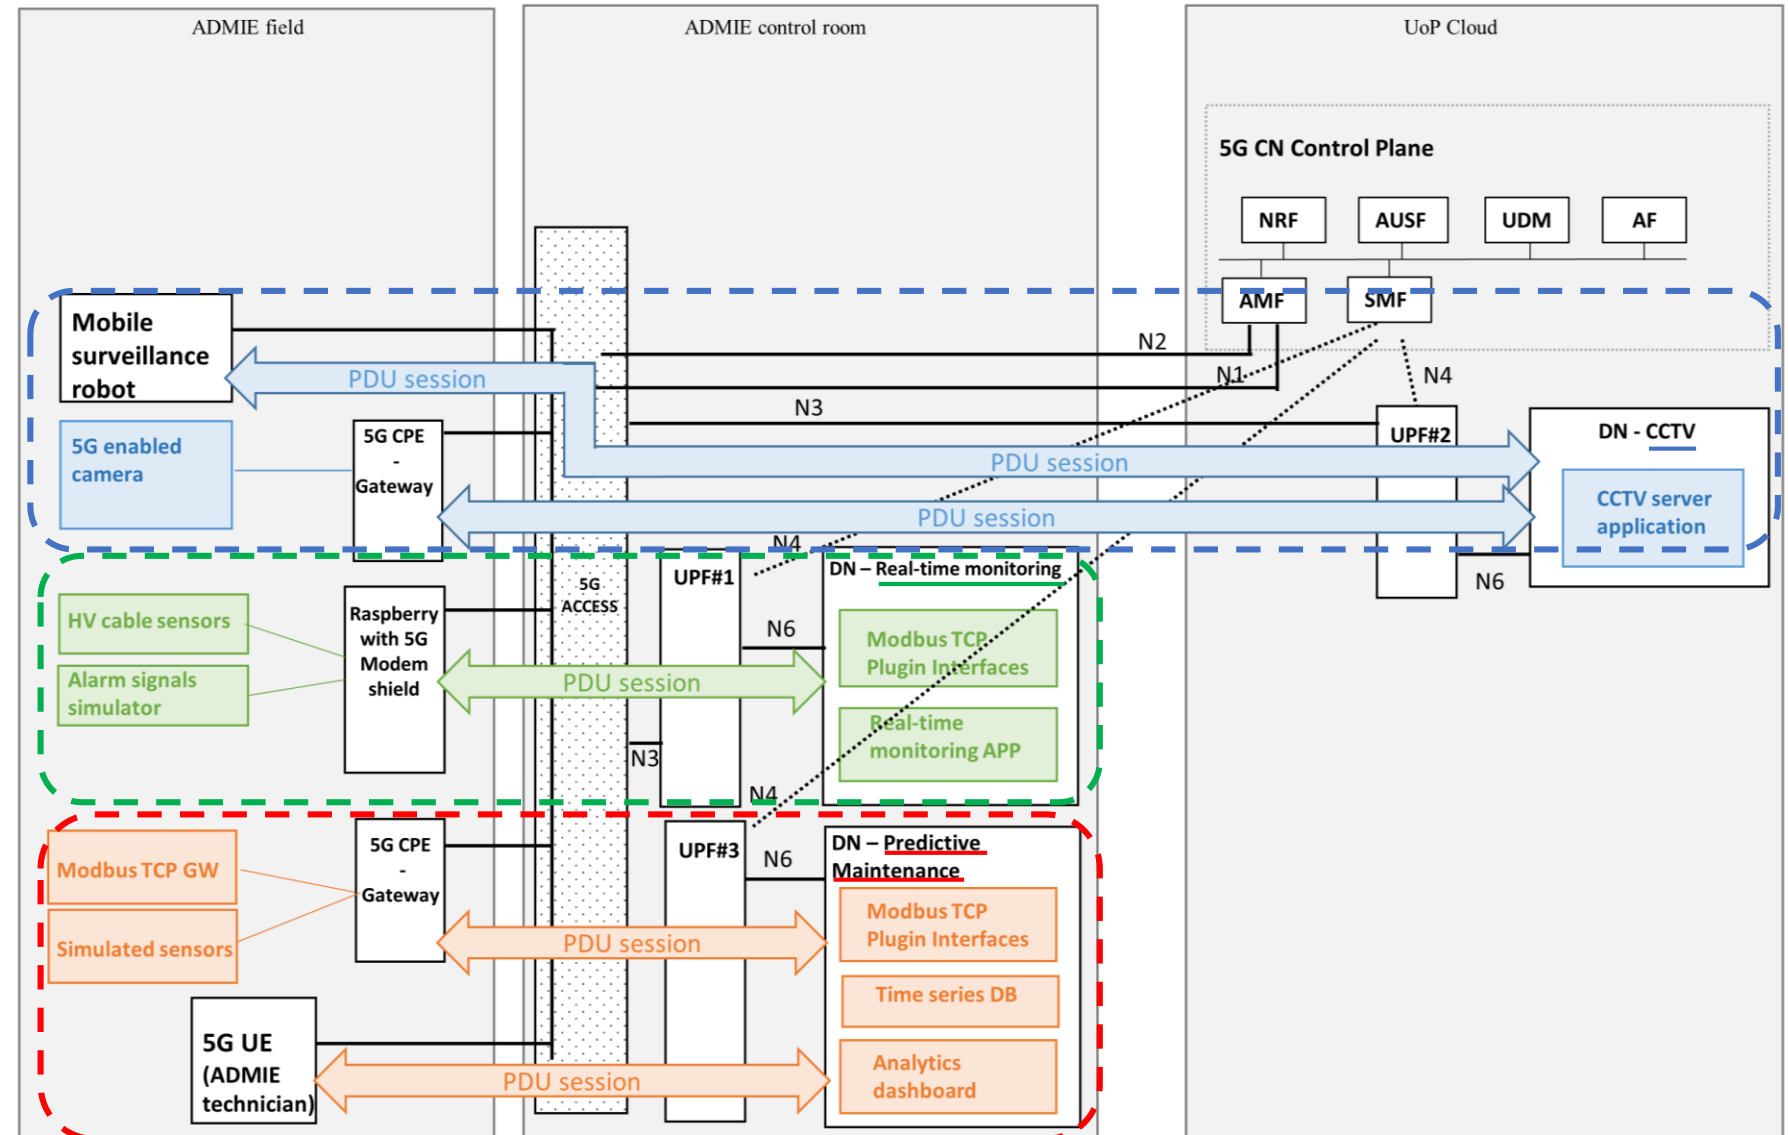 ADMIE field
ADMIE control room
UoP Cloud
5G CN Control Plane
NRF
AUSF
UDM
AF
AMF
SMF
Mobile
surveillance
robot
N2
N1
N4
PDU session
N3
5G enabled
camera
5G CPE
-
Gateway
UPF#2
DN - CCTV
PDU session
CCTV server
application
PDU session
N4
N6
UPF#1
DN – Real-time monitoring
5G
ACCESS
HV cable sensors
Alarm signals
simulator
Raspberry
with 5G
Modem
shield
N6
Modbus TCP
Plugin Interfaces
PDU session
Real-time
monitoring APP
N3
N4
Modbus TCP GW
Simulated sensors
5G CPE
-
Gateway
UPF#3
N6
DN – Predictive
Maintenance
Modbus TCP
Plugin Interfaces
PDU session
Time series DB
5G UE
(ADMIE
technician)
PDU session
Analytics
dashboard